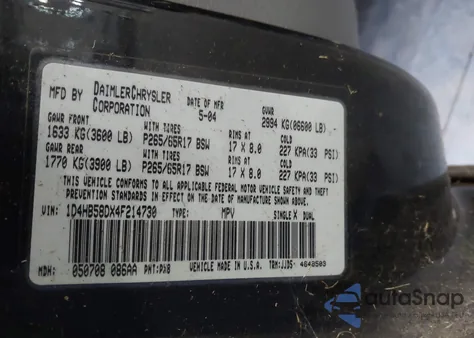 MFD BY DAIMLERCHRYSLER CORPORATION
DATE OF MFR 5-04
GVWR 2994 KG(06600 LB)
GAWR FRONT WITH TIRES RIMS AT COLD
1633 KG(3600 LB) P265/65R17 BSW 17 X 8.0 227 KPA(33 PSI)
GAWR REAR WITH TIRES RIMS AT COLD
1770 KG(3900 LB) P265/65R17 BSW 17 X 8.0 227 KPA(33 PSI)
THIS VEHICLE CONFORMS TO ALL APPLICABLE FEDERAL MOTOR VEHICLE SAFETY AND THEFT
PREVENTION STANDARDS IN EFFECT ON THE DATE OF MANUFACTURE SHOWN ABOVE.
VIN: 1D4HB58DX4F214730 TYPE: MPV SINGLE X DUAL
MDH: 050708 086AA PNT:PX8 VEHICLE MADE IN U.S.A. TRM:JJDS- 4648503
autoSnap